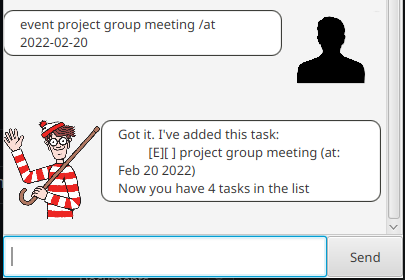 event project group meeting /at
2022-02-20
Got it. I've added this task:
[E][ ] project group meeting (at:
Feb 20 2022)
Now you have 4 tasks in the list
Send